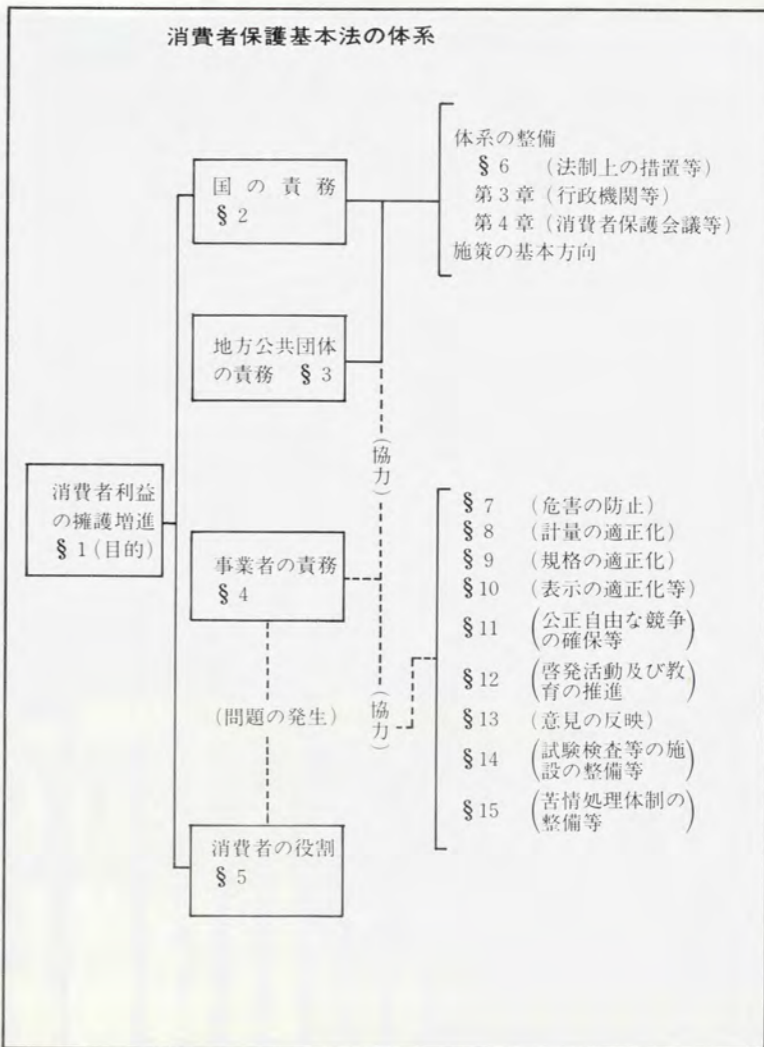 消費者保護基本法の体系
国の責務
§2
地方公共団体
の責務 §3
消費者利益
の擁護増進
§1(目的)
事業者の責務
§4
(問題の発生)
消費者の役割
§5
(協力)
(協力)
体系の整備
§6 (法制上の措置等)
第3章(行政機関等)
第4章(消費者保護会議等)
施策の基本方向
§7 (危害の防止)
§8 (計量の適正化)
§9 (規格の適正化)
§10 (表示の適正化等)
§11 (公正自由な競争
の確保等)
§12 (啓発活動及び教
育の推進)
§13 (意見の反映)
§14 (試験検査等の施
設の整備等)
§15 (苦情処理体制の
整備等)